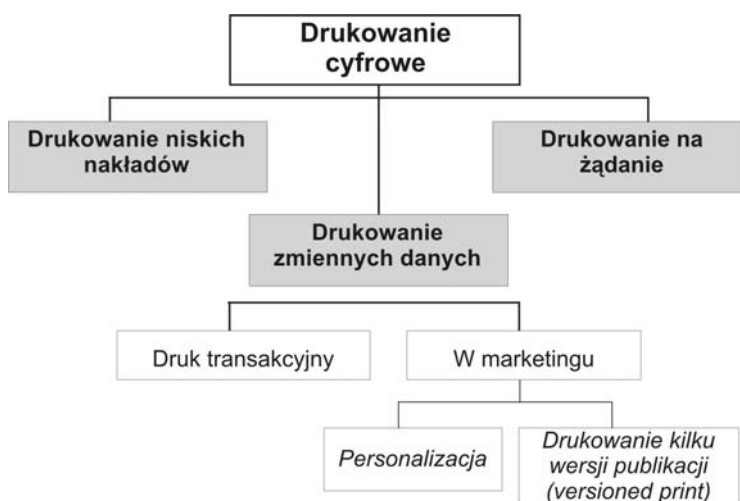 Drukowanie
cyfrowe
Drukowanie niskich
nakładów
Drukowanie na
żądanie
Drukowanie
zmiennych danych
Druk transakcyjny
W marketingu
Personalizacja
Drukowanie kilku
wersji publikacji
(versioned print)